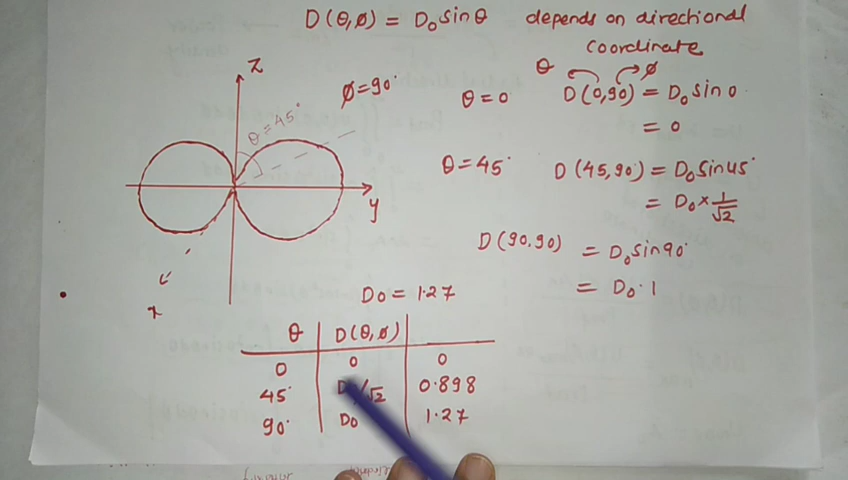 D(θ,ø) = D₀ sinθ depends on directional
coordinate
Z
ø=90°
θ = 45°
y
x
θ ø
θ=0 D(0,90) = D₀ sin 0
= 0
θ=45° D(45,90) = D₀ sin45°
= D₀ × 1/√2
D(90,90) = D₀ sin90°
= D₀ · 1
D₀ = 1.27
θ D(θ,ø)
0 0 0
45° D₀/√2 0.898
90° D₀ 1.27